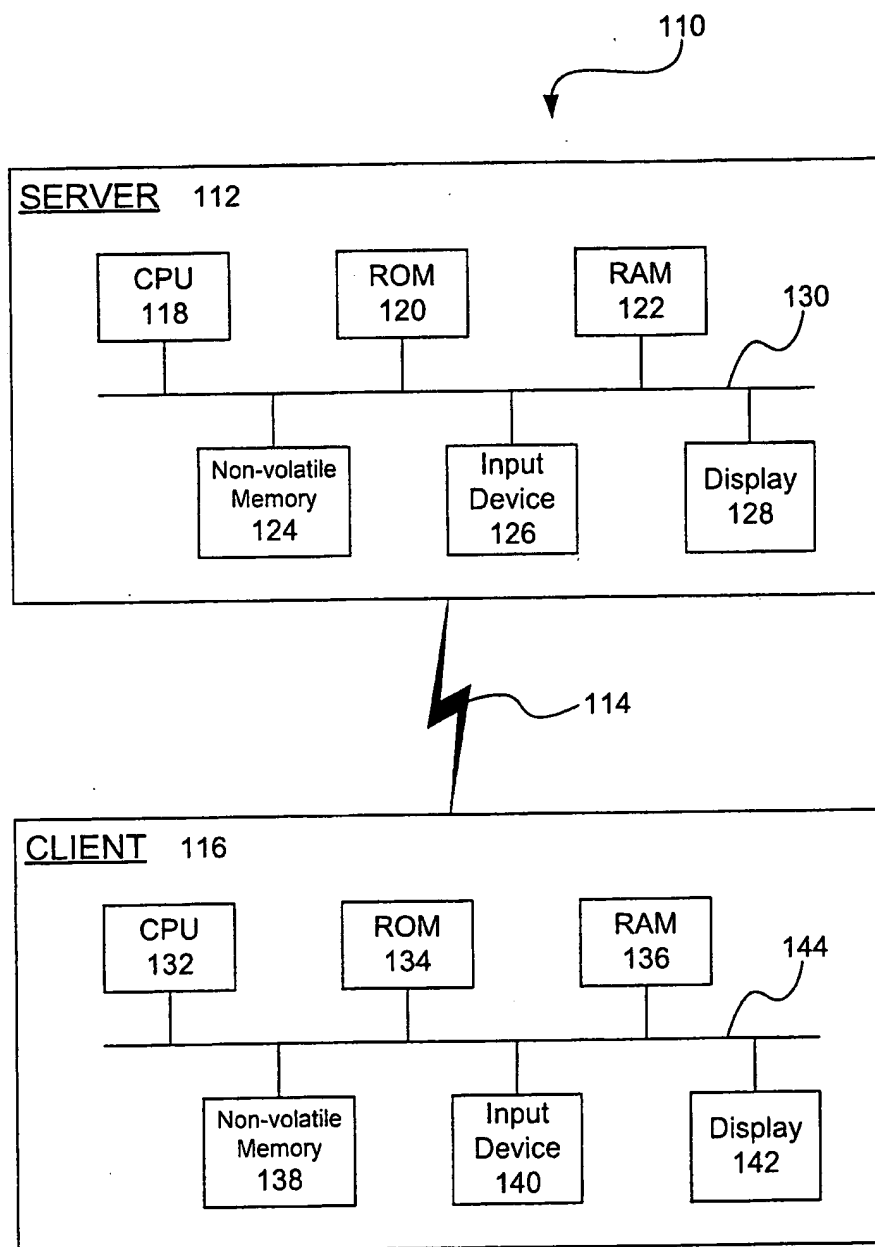 110
SERVER 112
CPU
118
ROM
120
RAM
122
130
Non-volatile
Memory
124
Input
Device
126
Display
128
114
CLIENT 116
CPU
132
ROM
134
RAM
136
144
Non-volatile
Memory
138
Input
Device
140
Display
142